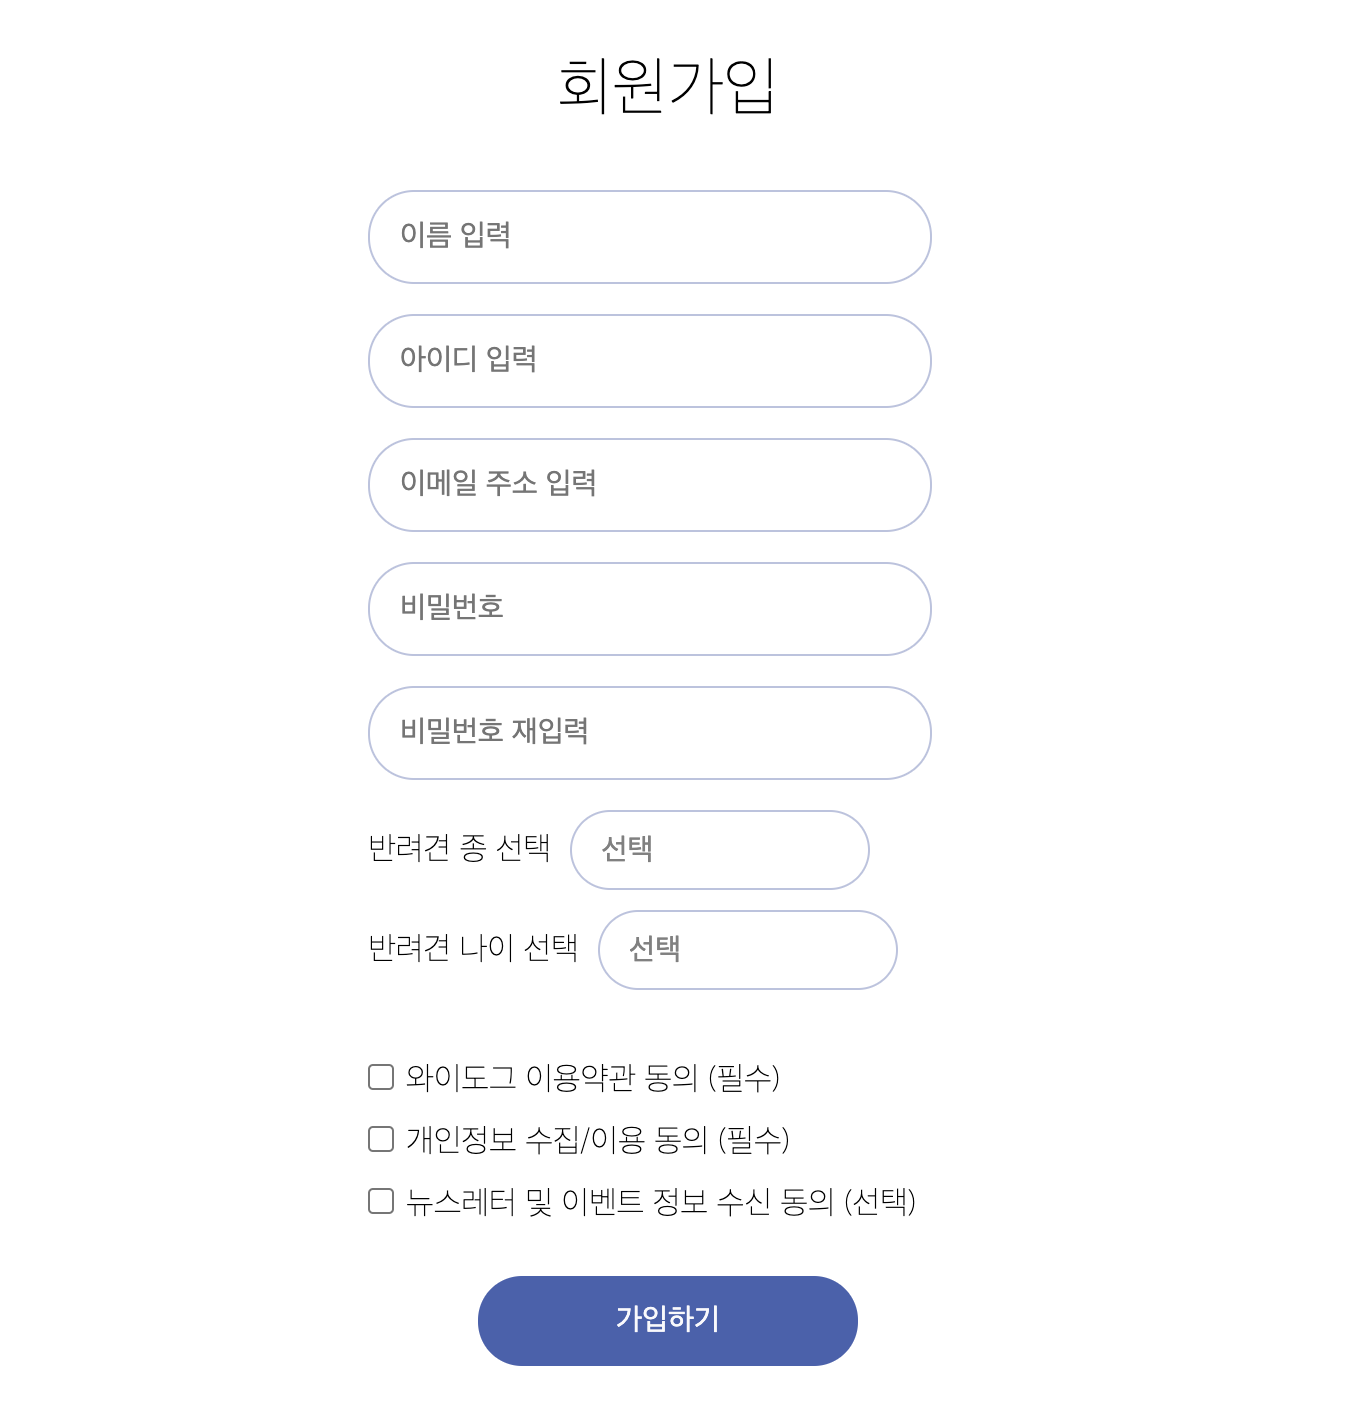 회원가입
이름 입력
아이디 입력
이메일 주소 입력
비밀번호
비밀번호 재입력
반려견 종 선택 선택
반려견 나이 선택 선택
와이도그 이용약관 동의 (필수)
개인정보 수집/이용 동의 (필수)
뉴스레터 및 이벤트 정보 수신 동의 (선택)
가입하기